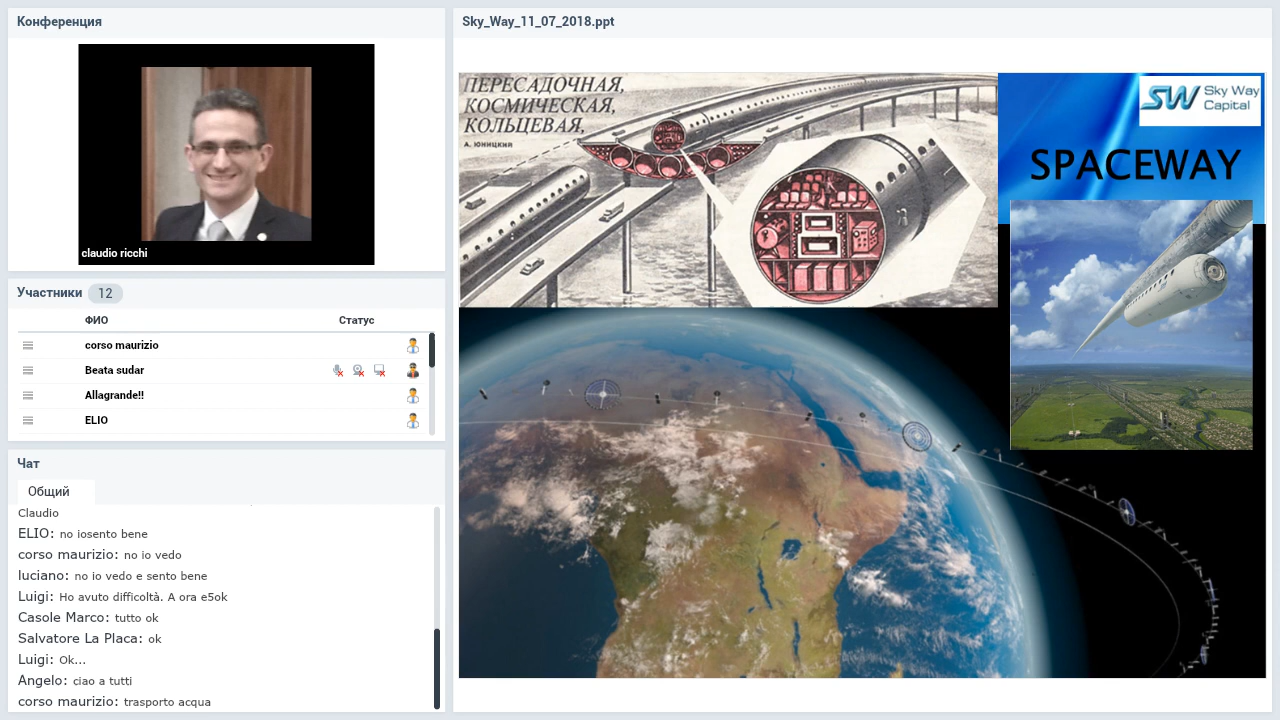 Конференция
claudio ricchi
Участники 12
ФИО Статус
corso maurizio
Beata sudar
Allagrande!!
ELIO
Чат
Общий
Claudio
ELIO: no iosento bene
corso maurizio: no io vedo
luciano: no io vedo e sento bene
Luigi: Ho avuto difficoltà. A ora e5ok
Casole Marco: tutto ok
Salvatore La Placa: ok
Luigi: Ok...
Angelo: ciao a tutti
corso maurizio: trasporto acqua
Sky_Way_11_07_2018.ppt
ПЕРЕСАДОЧНАЯ,
КОСМИЧЕСКАЯ,
КОЛЬЦЕВАЯ,
А. ЮНИЦКИЙ
SW Sky Way
Capital
SPACEWAY